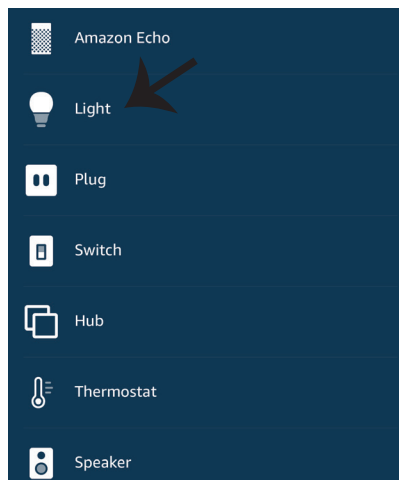 Amazon Echo
Light
Plug
Switch
Hub
Thermostat
Speaker